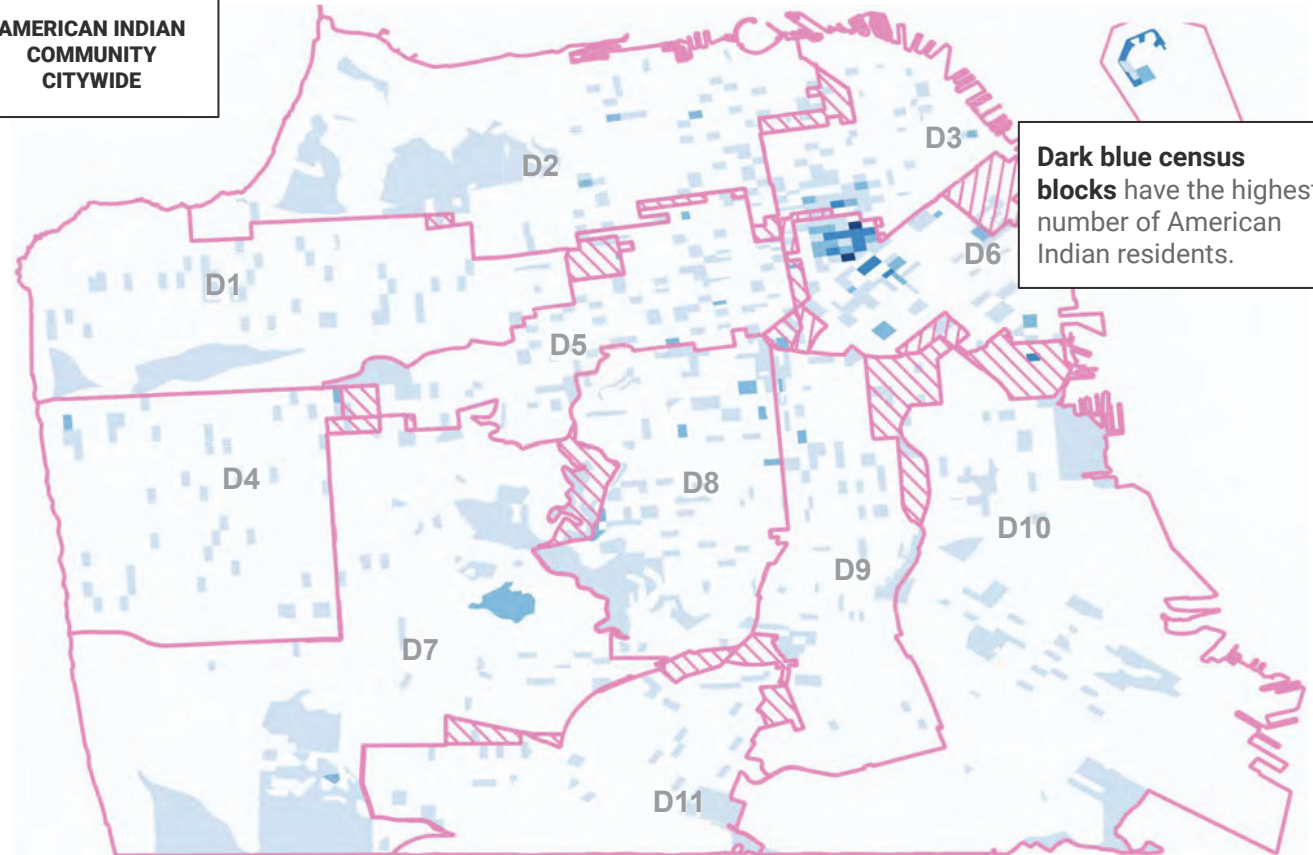 AMERICAN INDIAN
COMMUNITY
CITYWIDE
D3
D2
Dark blue census
blocks have the highest
number of American
Indian residents.
D6
D1
D5
D4
D8
D10
D9
D7
D11